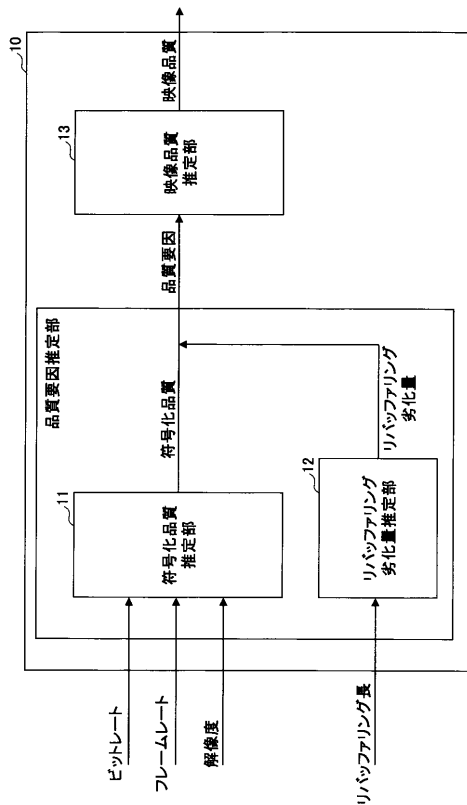 10
品質要因推定部
ビットレート
フレームレート
解像度
11
符号化品質
推定部
符号化品質
リバッファリング長
12
リバッファリング
劣化量推定部
リバッファリング
劣化量
品質要因
13
映像品質
推定部
映像品質